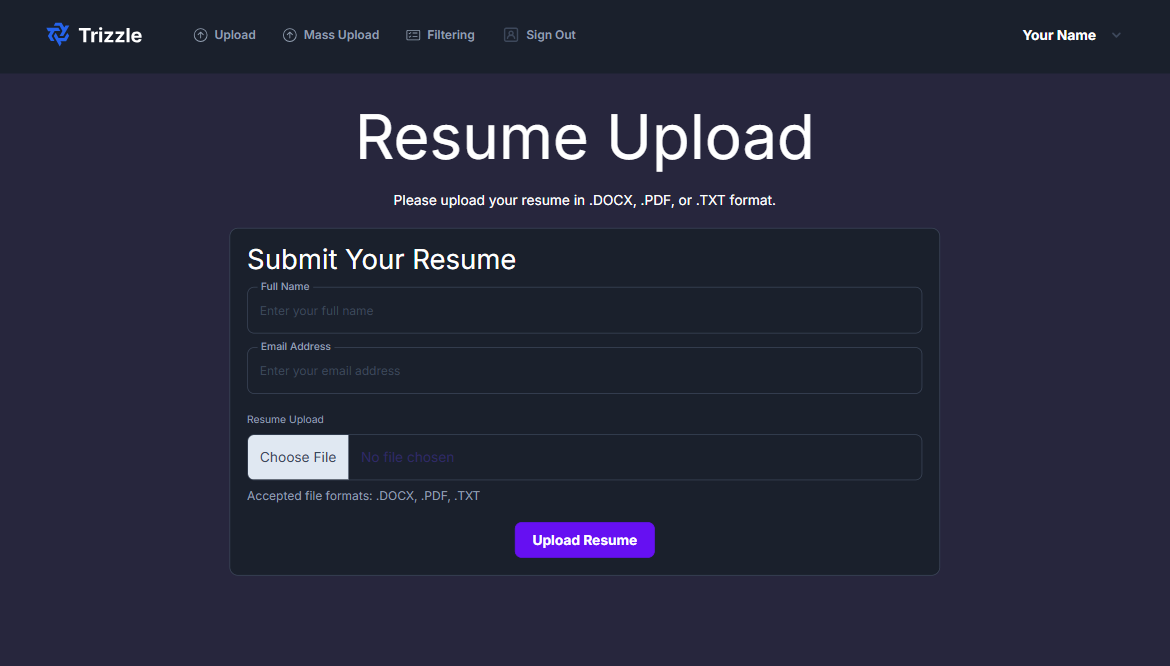 Trizzle Upload Mass Upload Filtering Sign Out Your Name
Resume Upload
Please upload your resume in .DOCX, .PDF, or .TXT format.
Submit Your Resume
Full Name
Enter your full name
Email Address
Enter your email address
Resume Upload
Choose File No file chosen
Accepted file formats: .DOCX, .PDF, .TXT
Upload Resume